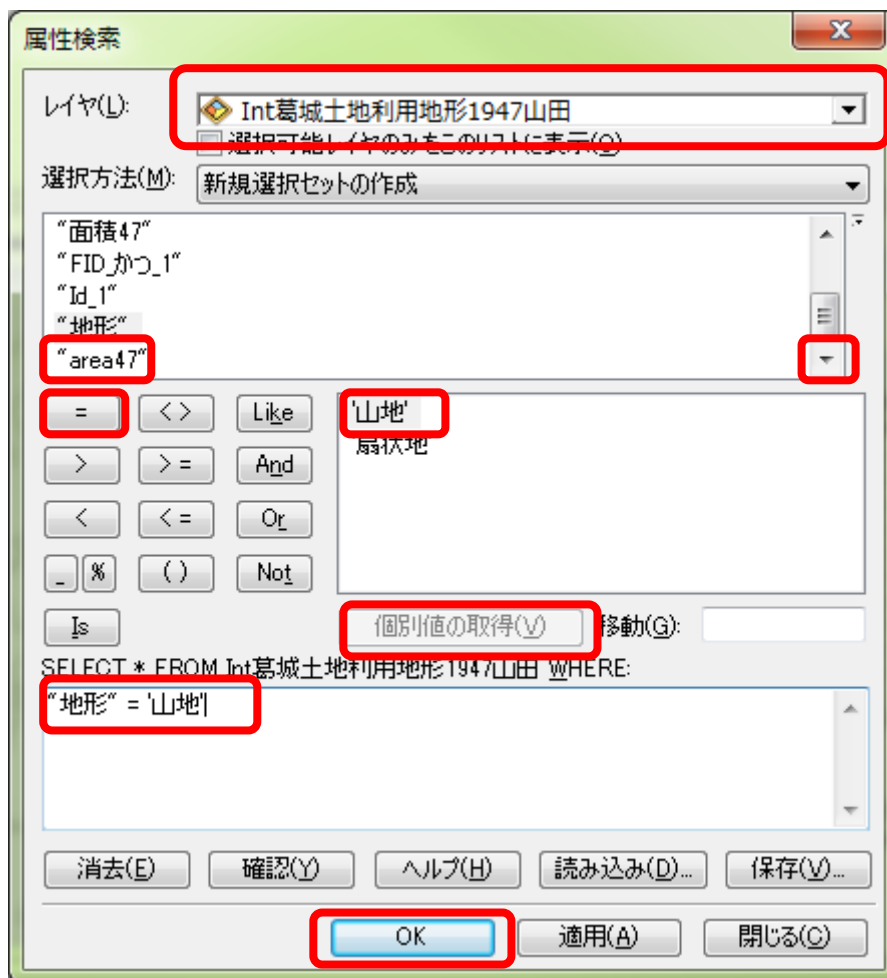 属性検索
レイヤ(L):
Int葛城土地利用地形1947山田
選択可能レイヤのみをこのリストに表示(O)
選択方法(M):
新規選択セットの作成
"面積47"
"FID_かつ_1"
"Id_1"
"地形"
"area47"
= <> Like
> >= And
< <= Or
_ % () Not
Is
'山地'
'扇状地'
個別値の取得(V)
移動(G):
SELECT * FROM Int葛城土地利用地形1947山田 WHERE:
"地形" = '山地'
消去(E) 確認(Y) ヘルプ(H) 読み込み(D)... 保存(V)...
OK 適用(A) 閉じる(C)